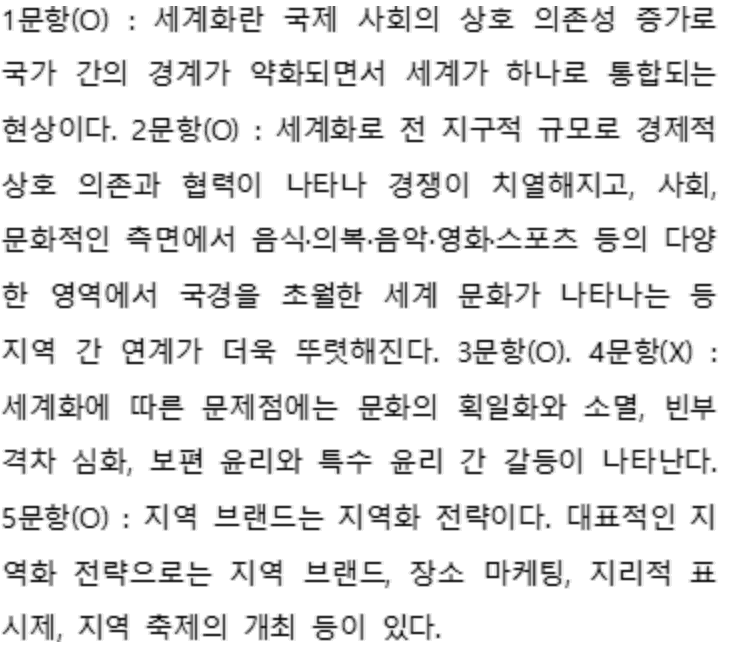 1문항(O) : 세계화란 국제 사회의 상호 의존성 증가로
국가 간의 경계가 약화되면서 세계가 하나로 통합되는
현상이다. 2문항(O) : 세계화로 전 지구적 규모로 경제적
상호 의존과 협력이 나타나 경쟁이 치열해지고, 사회,
문화적인 측면에서 음식·의복·음악·영화·스포츠 등의 다양
한 영역에서 국경을 초월한 세계 문화가 나타나는 등
지역 간 연계가 더욱 뚜렷해진다. 3문항(O). 4문항(X) :
세계화에 따른 문제점에는 문화의 획일화와 소멸, 빈부
격차 심화, 보편 윤리와 특수 윤리 간 갈등이 나타난다.
5문항(O) : 지역 브랜드는 지역화 전략이다. 대표적인 지
역화 전략으로는 지역 브랜드, 장소 마케팅, 지리적 표
시제, 지역 축제의 개최 등이 있다.